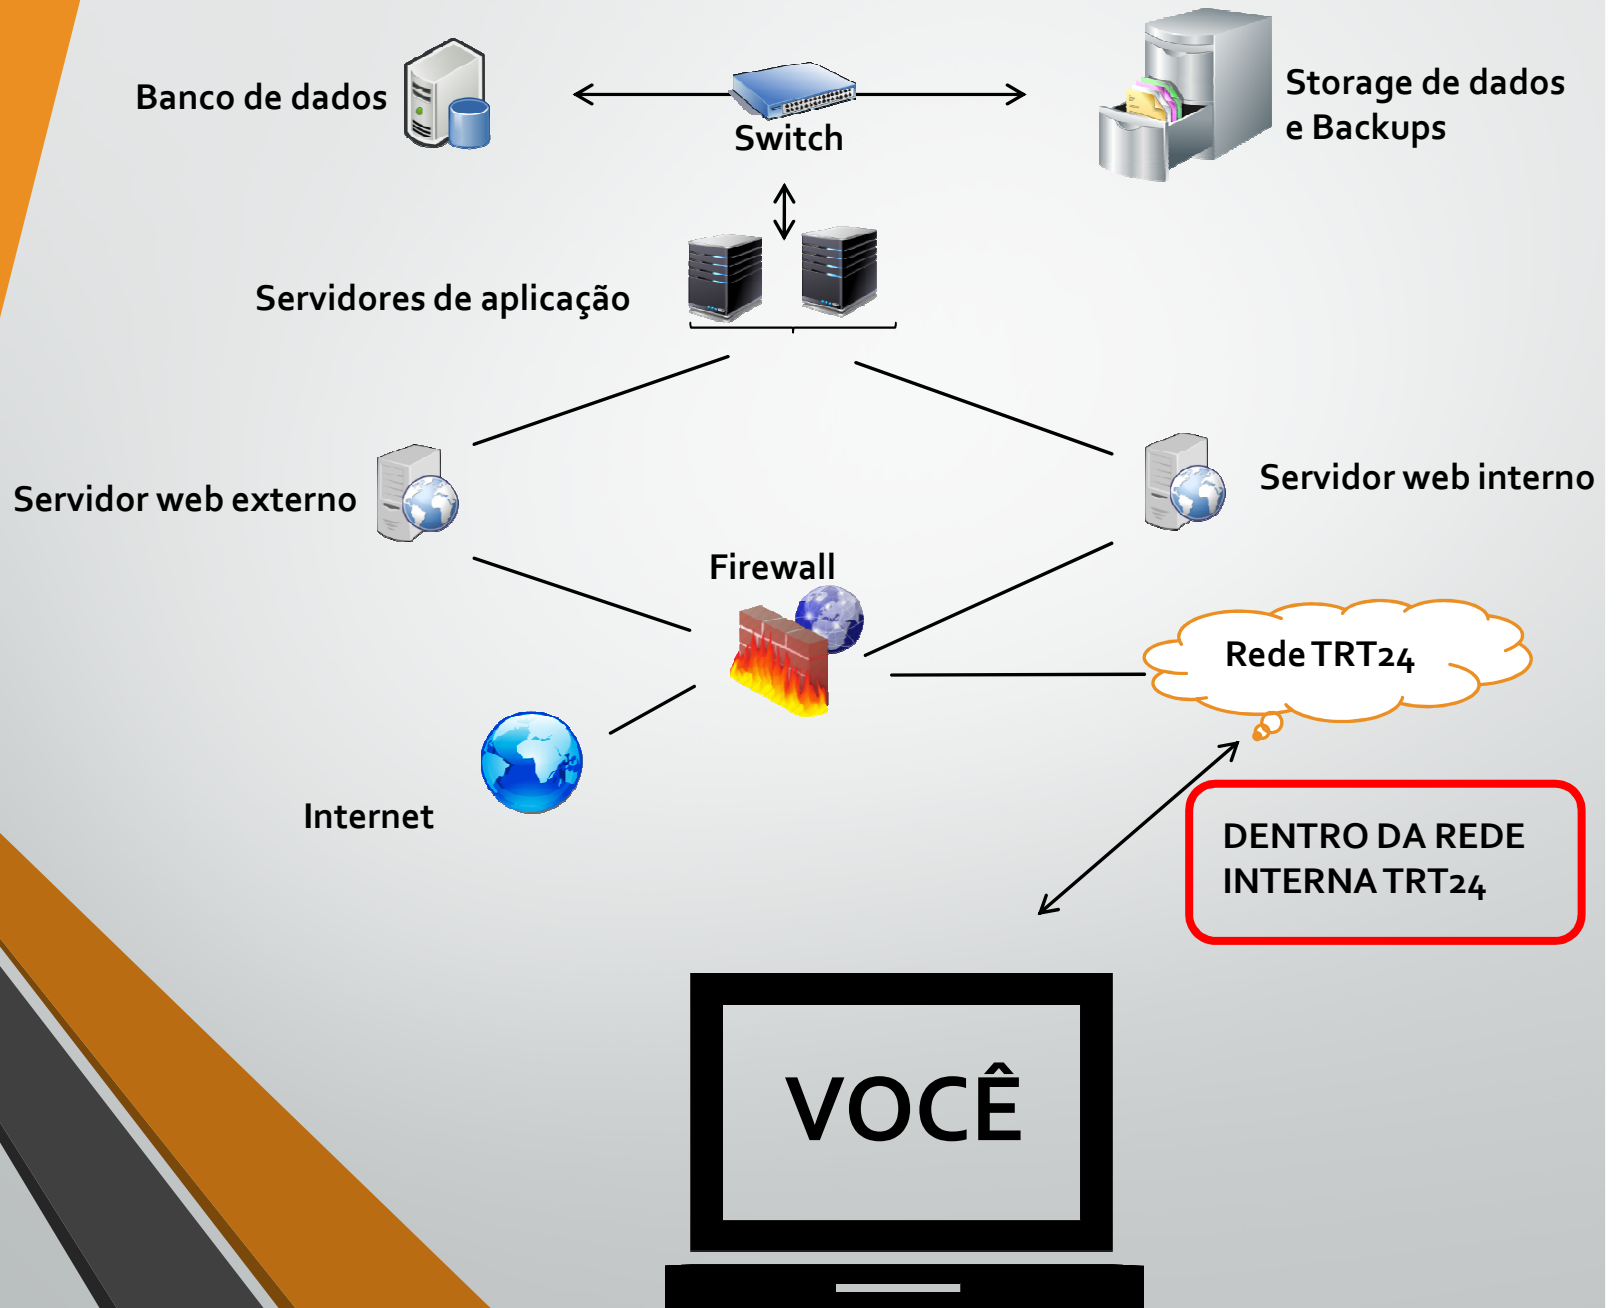 Banco de dados
Switch
Storage de dados
e Backups
Servidores de aplicação
Servidor web externo
Servidor web interno
Firewall
Rede TRT24
Internet
DENTRO DA REDE
INTERNA TRT24
VOCÊ